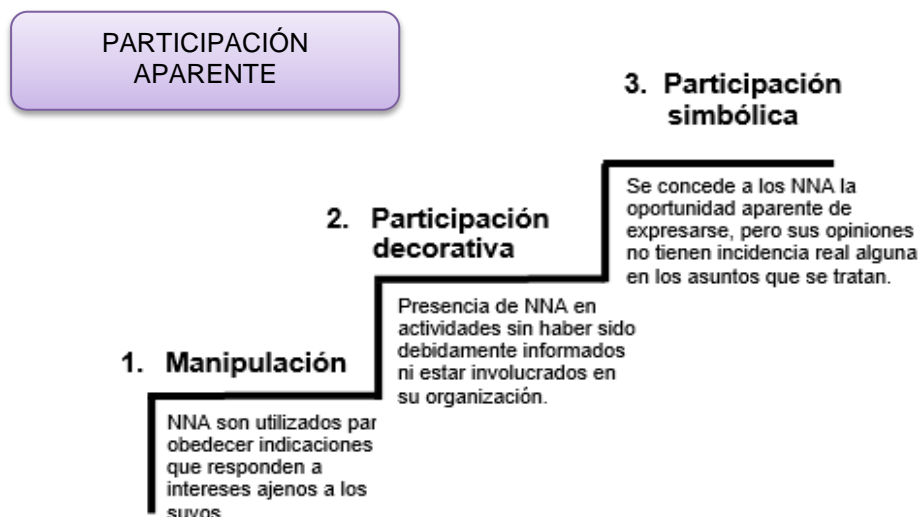 PARTICIPACIÓN
APARENTE
3. Participación
simbólica
Se concede a los NNA la
oportunidad aparente de
expresarse, pero sus opiniones
no tienen incidencia real alguna
en los asuntos que se tratan.
2. Participación
decorativa
Presencia de NNA en
actividades sin haber sido
debidamente informados
ni estar involucrados en
su organización.
1. Manipulación
NNA son utilizados par
obedecer indicaciones
que responden a
intereses ajenos a los
suyos